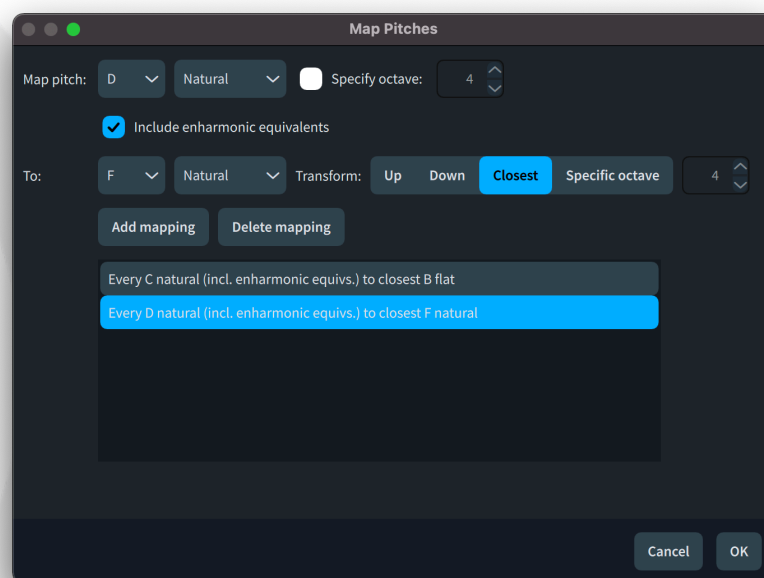 Map Pitches
Map pitch: D Natural Specify octave: 4
Include enharmonic equivalents
To: F Natural Transform: Up Down Closest Specific octave 4
Add mapping Delete mapping
Every C natural (incl. enharmonic equivs.) to closest B flat
Every D natural (incl. enharmonic equivs.) to closest F natural
Cancel OK